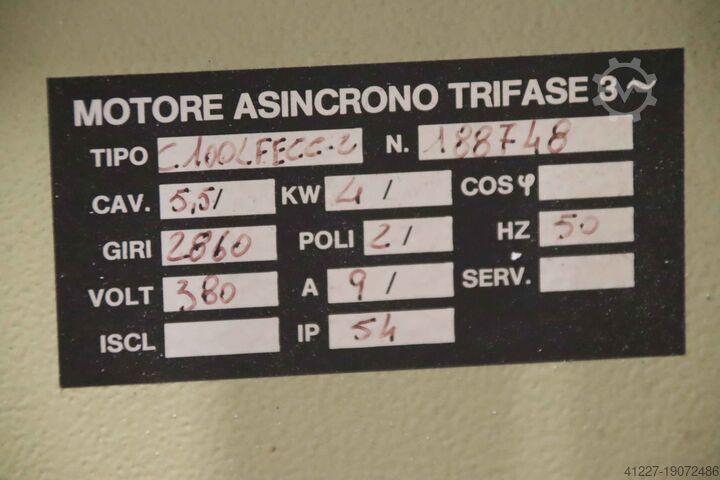 MOTORE ASINCRONO TRIFASE 3~
TIPO C100LFECC-2 N. 188748
CAV. 5,5/ KW 4/ COS φ
GIRI 2860 POLI 2/ HZ 50
VOLT 380 A 9/ SERV.
ISCL IP 54
41227-19072486